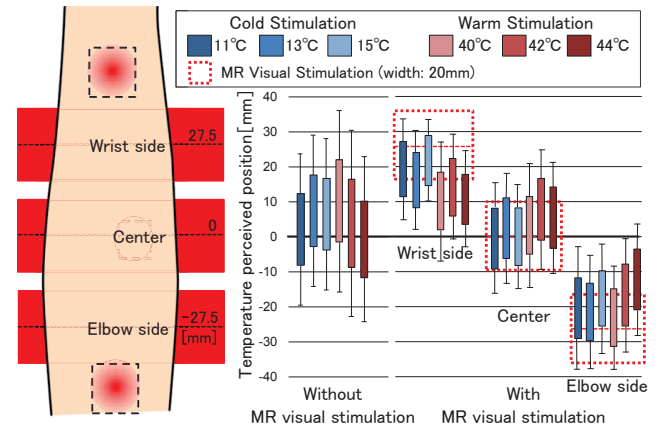 Cold Stimulation Warm Stimulation
11℃ 13℃ 15℃ 40℃ 42℃ 44℃
MR Visual Stimulation (width: 20mm)
Wrist side 27.5
Center 0
Elbow side -27.5
[mm]
Temperature perceived position[mm]
40
30
20
10
0
-10
-20
-30
-40
Wrist side
Center
Elbow side
Without
MR visual stimulation
With
MR visual stimulation